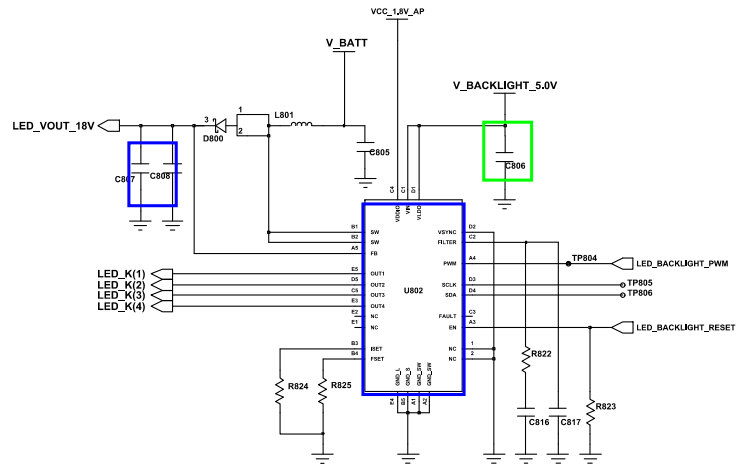 VCC_1.8V_AP
V_BATT
V_BACKLIGHT_5.0V
LED_VOUT_18V
3
D800
1
2
L801
C805
C806
C807
C808
C4
C1
D1
VDDIO
VIN
VLDO
B1
SW
B2
SW
A5
FB
E5
OUT1
D5
OUT2
C5
OUT3
E3
OUT4
E2
NC
E1
NC
B3
ISET
B4
FSET
U802
VSYNC
D2
FILTER
C2
PWM
A4
SCLK
D3
SDA
D4
FAULT
C3
EN
A3
NC
1
NC
2
GND_L
GND_S
GND_SW
GND_SW
E4
B5
A1
A2
LED_K(1)
LED_K(2)
LED_K(3)
LED_K(4)
TP804
LED_BACKLIGHT_PWM
TP805
TP806
LED_BACKLIGHT_RESET
R824
R825
R822
R823
C816
C817